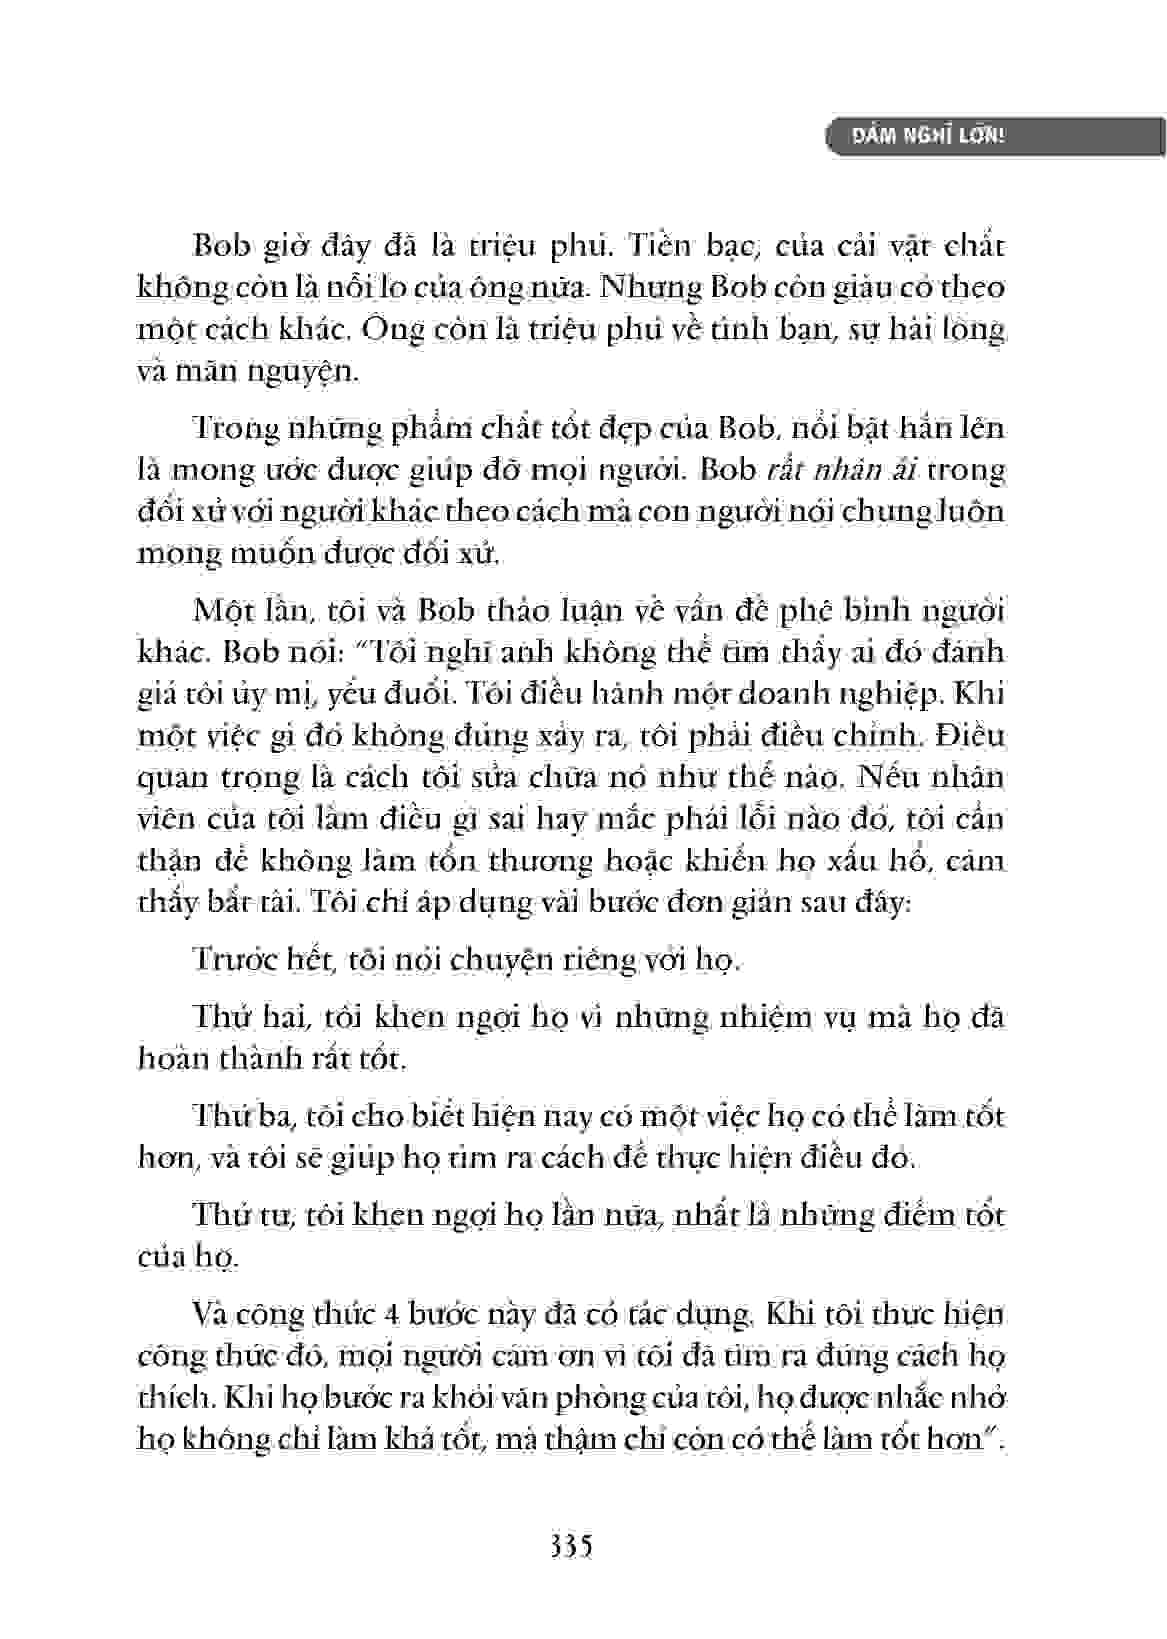 DÁM NGHĨ LỚN!
Bob giờ đây đã là triệu phú. Tiền bạc, của cải vật chất
không còn là nỗi lo của ông nữa. Nhưng Bob còn giàu có theo
một cách khác. Ông còn là triệu phú về tình bạn, sự hài lòng
và mãn nguyện.
Trong những phẩm chất tốt đẹp của Bob, nổi bật hẳn lên
là mong ước được giúp đỡ mọi người. Bob rất nhân ái trong
đối xử với người khác theo cách mà con người nói chung luôn
mong muốn được đối xử.
Một lần, tôi và Bob thảo luận về vấn đề phê bình người
khác. Bob nói: “Tôi nghĩ anh không thể tìm thấy ai đó đánh
giá tôi ủy mị, yếu đuối. Tôi điều hành một doanh nghiệp. Khi
một việc gì đó không đúng xảy ra, tôi phải điều chỉnh. Điều
quan trọng là cách tôi sửa chữa nó như thế nào. Nếu nhân
viên của tôi làm điều gì sai hay mắc phải lỗi nào đó, tôi cẩn
thận để không làm tổn thương hoặc khiến họ xấu hổ, cảm
thấy bất tài. Tôi chỉ áp dụng vài bước đơn giản sau đây:
Trước hết, tôi nói chuyện riêng với họ.
Thứ hai, tôi khen ngợi họ vì những nhiệm vụ mà họ đã
hoàn thành rất tốt.
Thứ ba, tôi cho biết hiện nay có một việc họ có thể làm tốt
hơn, và tôi sẽ giúp họ tìm ra cách để thực hiện điều đó.
Thứ tư, tôi khen ngợi họ lần nữa, nhất là những điểm tốt
của họ.
Và công thức 4 bước này đã có tác dụng. Khi tôi thực hiện
công thức đó, mọi người cảm ơn vì tôi đã tìm ra đúng cách họ
thích. Khi họ bước ra khỏi văn phòng của tôi, họ được nhắc nhở
họ không chỉ làm khá tốt, mà thậm chí còn có thể làm tốt hơn”.
335